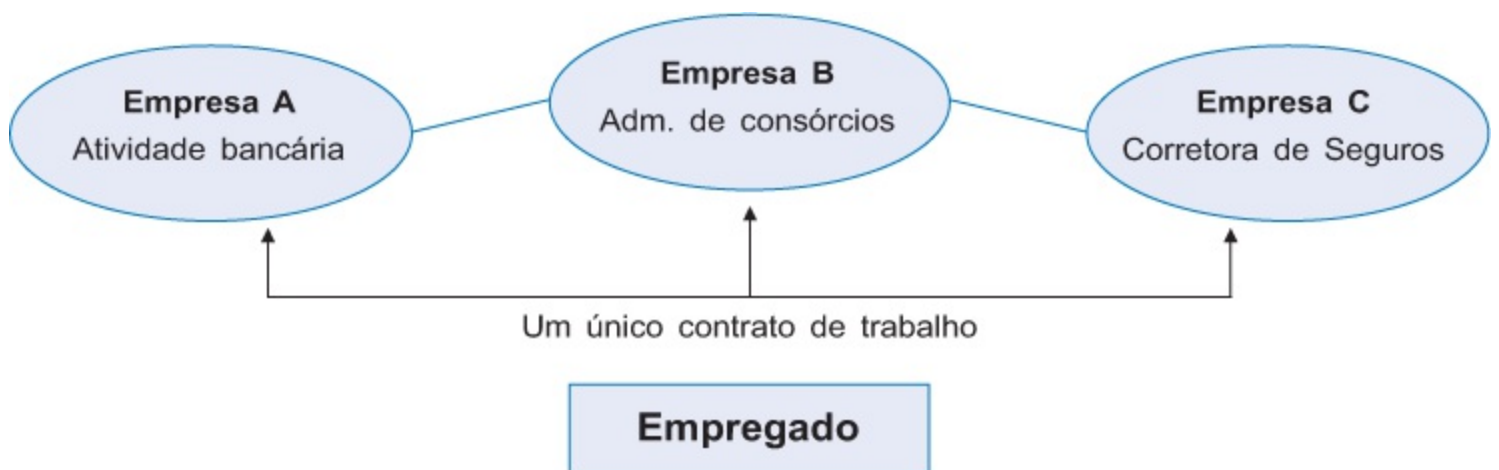 Empresa A
Atividade bancária
Empresa B
Adm. de consórcios
Empresa C
Corretora de Seguros
Um único contrato de trabalho
Empregado